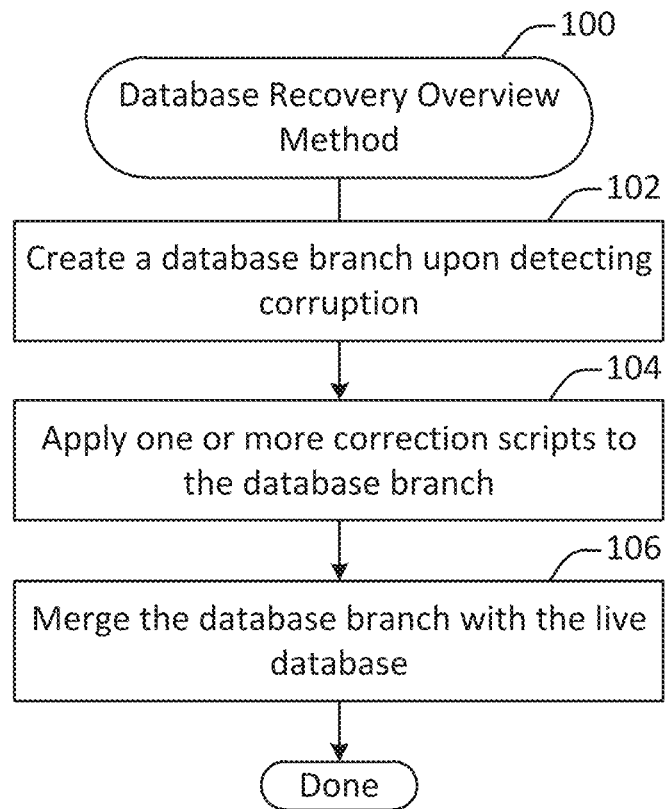 100
Database Recovery Overview
Method
102
Create a database branch upon detecting
corruption
104
Apply one or more correction scripts to
the database branch
106
Merge the database branch with the live
database
Done